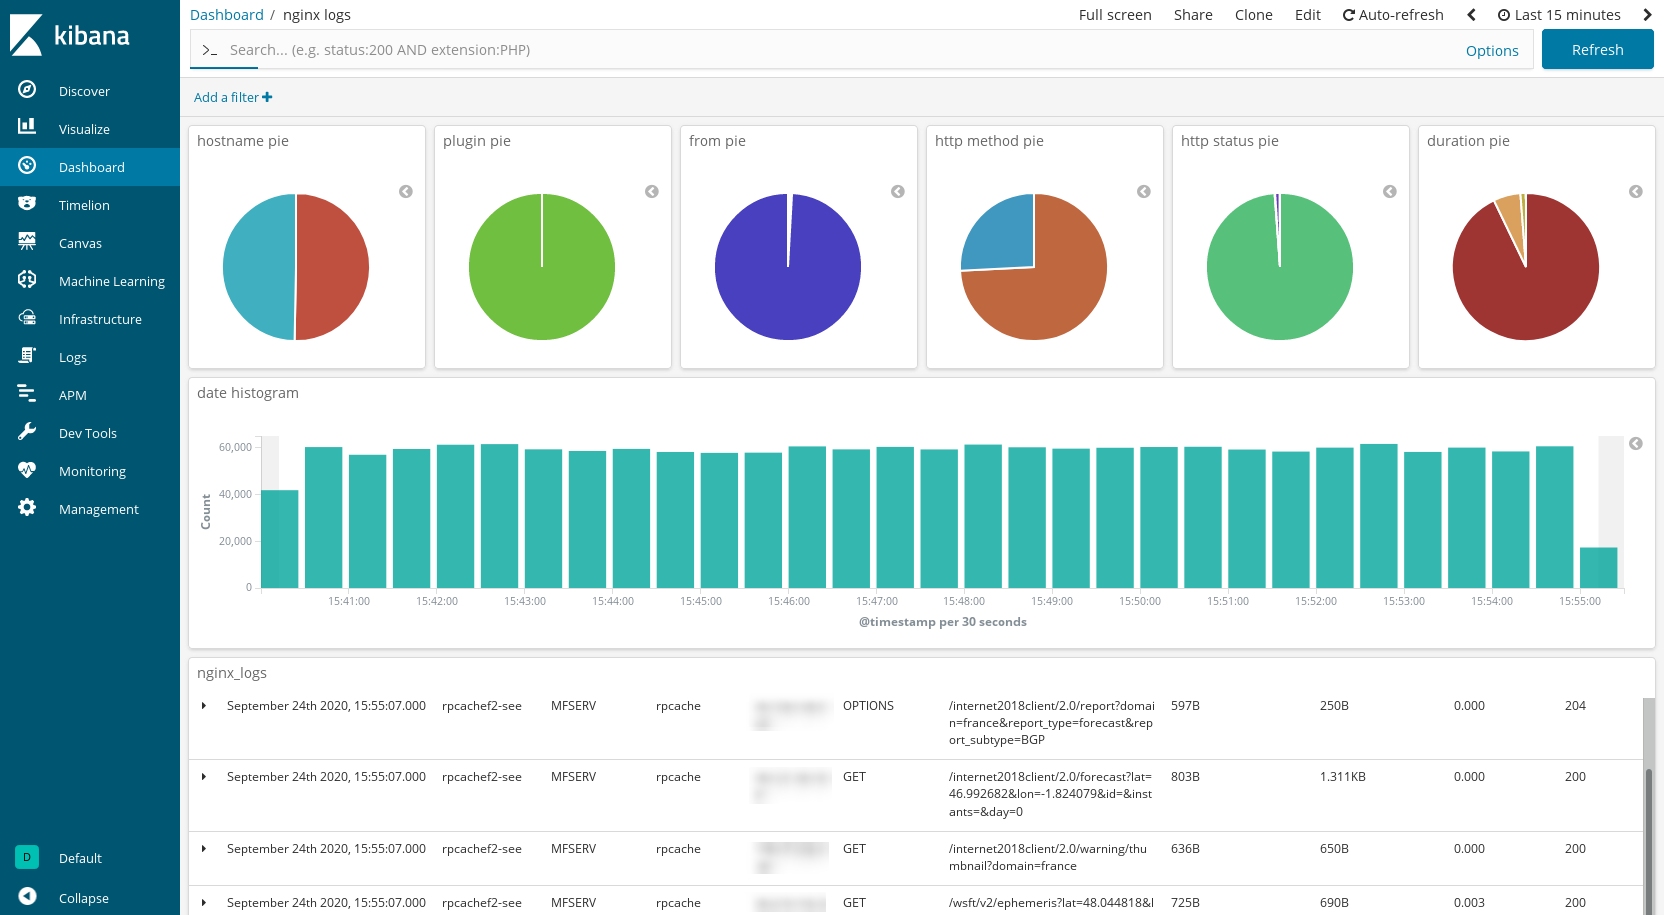 kibana
Discover
Visualize
Dashboard
Timelion
Canvas
Machine Learning
Infrastructure
Logs
APM
Dev Tools
Monitoring
Management
D Default
Collapse
Dashboard / nginx logs
Full screen Share Clone Edit Auto-refresh Last 15 minutes
>_ Search... (e.g. status:200 AND extension:PHP) Options Refresh
Add a filter +
hostname pie plugin pie from pie http method pie http status pie duration pie
date histogram
Count
60,000
40,000
20,000
0
15:41:00 15:42:00 15:43:00 15:44:00 15:45:00 15:46:00 15:47:00 15:48:00 15:49:00 15:50:00 15:51:00 15:52:00 15:53:00 15:54:00 15:55:00
@timestamp per 30 seconds
nginx_logs
September 24th 2020, 15:55:07.000 rpcachef2-see MFSERV rpcache OPTIONS /internet2018client/2.0/report?domai 597B 250B 0.000 204
n=france&report_type=forecast&rep
ort_subtype=BGP
September 24th 2020, 15:55:07.000 rpcachef2-see MFSERV rpcache GET /internet2018client/2.0/forecast?lat= 803B 1.311KB 0.000 200
46.992682&lon=-1.824079&id=&inst
ants=&day=0
September 24th 2020, 15:55:07.000 rpcachef2-see MFSERV rpcache GET /internet2018client/2.0/warning/thu 636B 650B 0.000 200
mbnail?domain=france
September 24th 2020, 15:55:07.000 rpcachef2-see MFSERV rpcache GET /wsft/v2/ephemeris?lat=48.044818&l 725B 690B 0.003 200